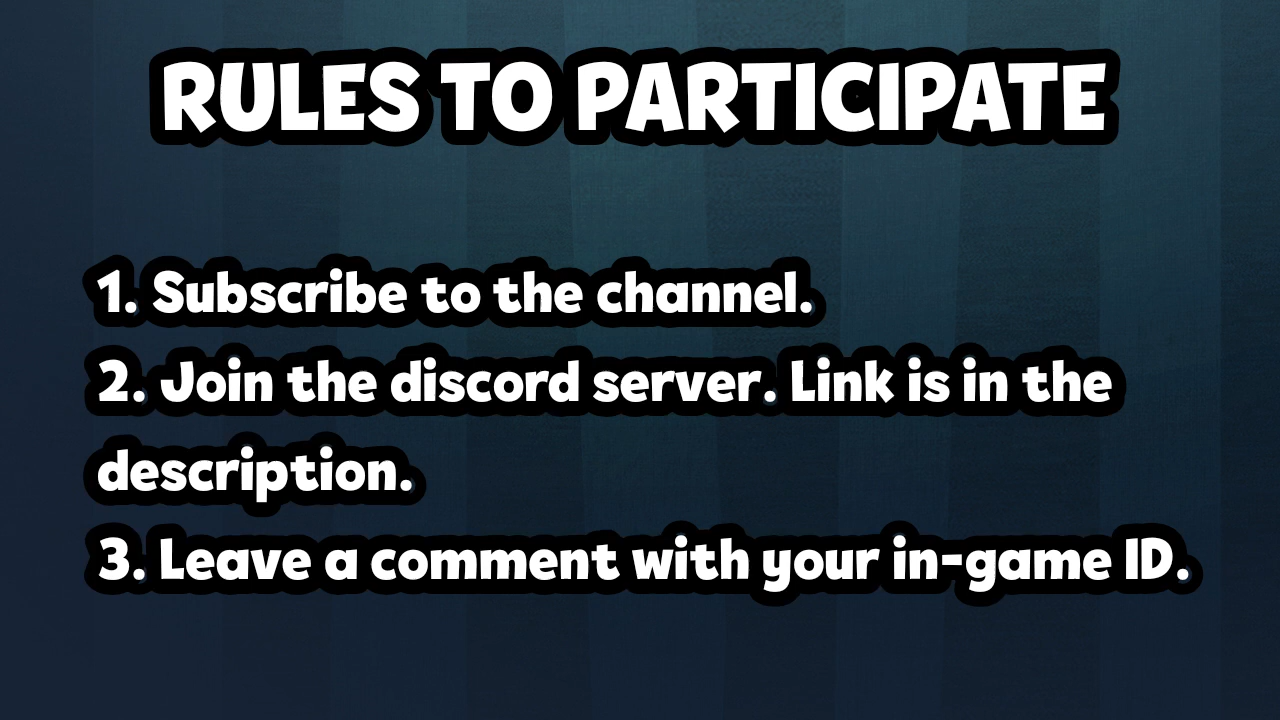 RULES TO PARTICIPATE
1. Subscribe to the channel.
2. Join the discord server. Link is in the
description.
3. Leave a comment with your in-game ID.